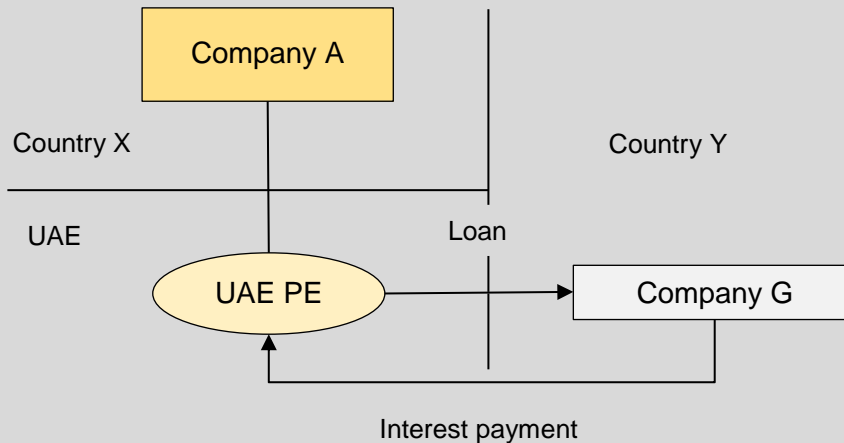 Company A
Country X
Country Y
UAE
Loan
UAE PE
Company G
Interest payment